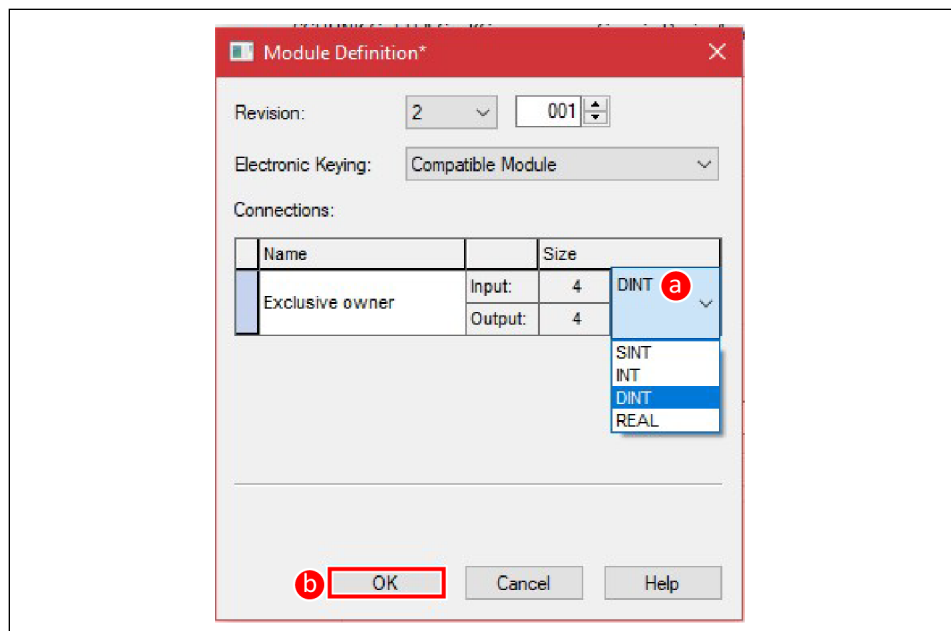 Module Definition*
Revision: 2 001
Electronic Keying: Compatible Module
Connections:
Name Size
Exclusive owner Input: 4 DINT a
Output: 4
SINT
INT
DINT
REAL
b OK Cancel Help